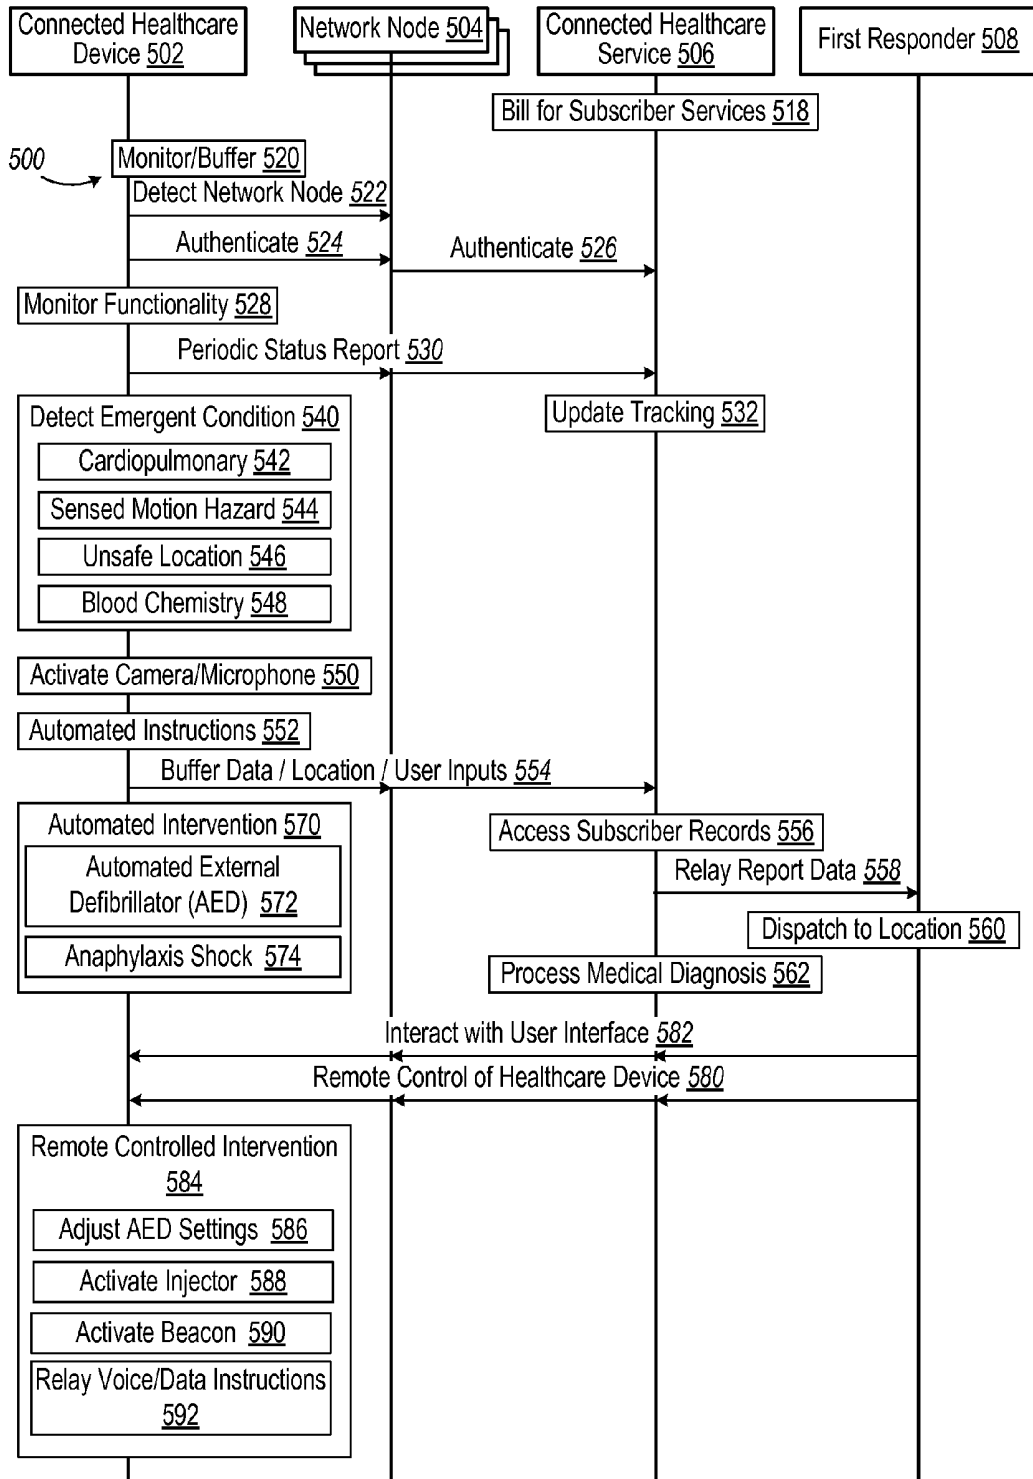 Connected Healthcare
Device 502
Network Node 504
Connected Healthcare
Service 506
First Responder 508
Bill for Subscriber Services 518
500
Monitor/Buffer 520
Detect Network Node 522
Authenticate 524
Authenticate 526
Monitor Functionality 528
Periodic Status Report 530
Detect Emergent Condition 540
Update Tracking 532
Cardiopulmonary 542
Sensed Motion Hazard 544
Unsafe Location 546
Blood Chemistry 548
Activate Camera/Microphone 550
Automated Instructions 552
Buffer Data / Location / User Inputs 554
Automated Intervention 570
Access Subscriber Records 556
Automated External
Defibrillator (AED) 572
Relay Report Data 558
Dispatch to Location 560
Anaphylaxis Shock 574
Process Medical Diagnosis 562
Interact with User Interface 582
Remote Control of Healthcare Device 580
Remote Controlled Intervention
584
Adjust AED Settings 586
Activate Injector 588
Activate Beacon 590
Relay Voice/Data Instructions
592